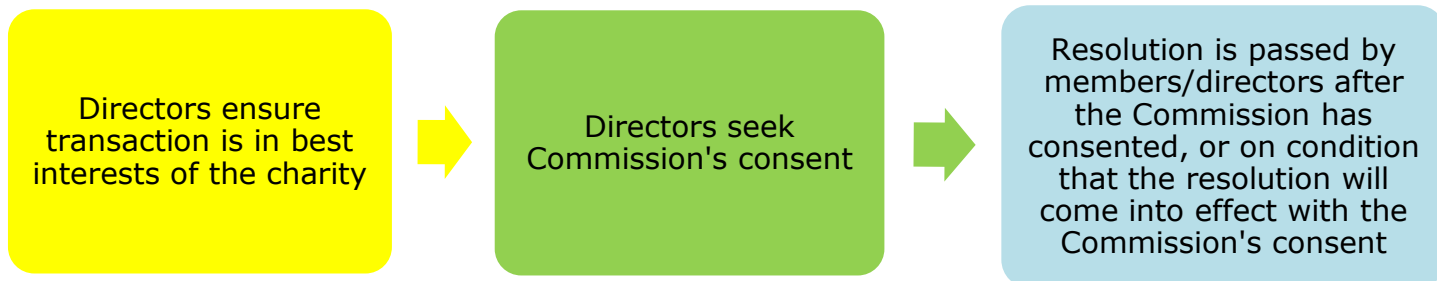 Directors ensure
transaction is in best
interests of the charity
Directors seek
Commission's consent
Resolution is passed by
members/directors after
the Commission has
consented, or on condition
that the resolution will
come into effect with the
Commission's consent